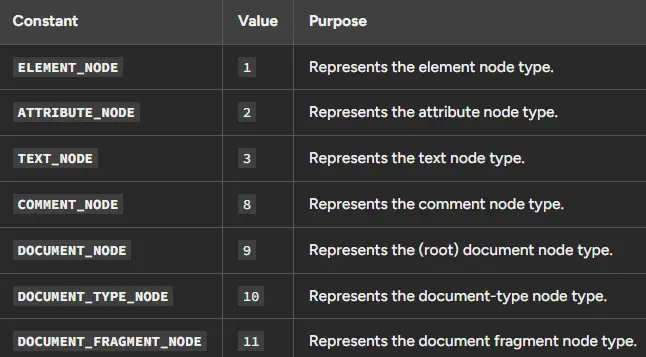 Constant Value Purpose
ELEMENT_NODE 1 Represents the element node type.
ATTRIBUTE_NODE 2 Represents the attribute node type.
TEXT_NODE 3 Represents the text node type.
COMMENT_NODE 8 Represents the comment node type.
DOCUMENT_NODE 9 Represents the (root) document node type.
DOCUMENT_TYPE_NODE 10 Represents the document-type node type.
DOCUMENT_FRAGMENT_NODE 11 Represents the document fragment node type.